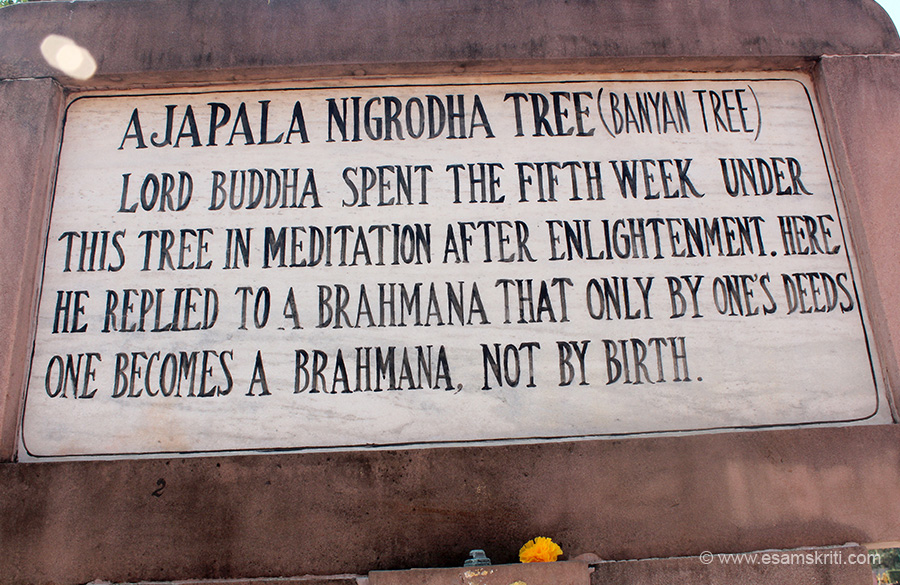 AJAPALA NIGRODHA TREE (BANYAN TREE)
LORD BUDDHA SPENT THE FIFTH WEEK UNDER
THIS TREE IN MEDITATION AFTER ENLIGHTENMENT. HERE
HE REPLIED TO A BRAHMANA THAT ONLY BY ONE'S DEEDS
ONE BECOMES A BRAHMANA, NOT BY BIRTH.
2
© www.esamskriti.com